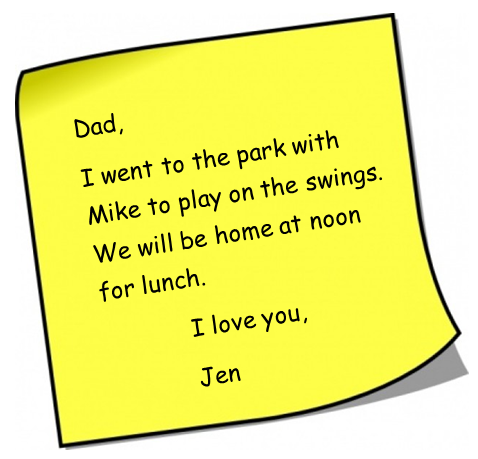 Dad,
I went to the park with
Mike to play on the swings.
We will be home at noon
for lunch.
I love you,
Jen